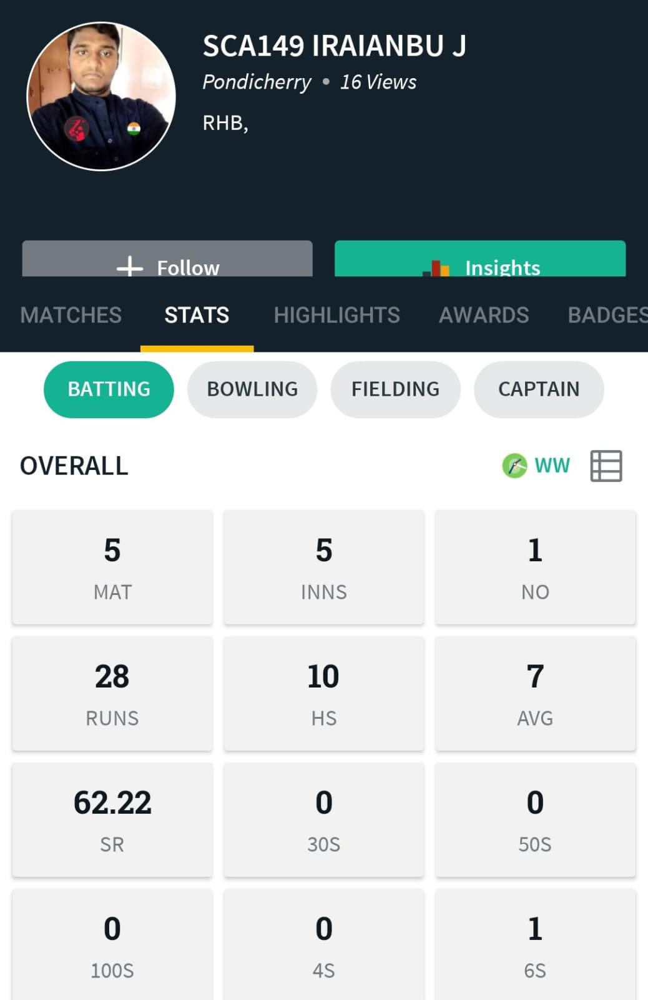 SCA149 IRAIANBU J
Pondicherry • 16 Views
RHB,
Follow
Insights
MATCHES STATS HIGHLIGHTS AWARDS BADGES
BATTING BOWLING FIELDING CAPTAIN
OVERALL WW
5 5 1
MAT INNS NO
28 10 7
RUNS HS AVG
62.22 0 0
SR 30S 50S
0 0 1
100S 4S 6S